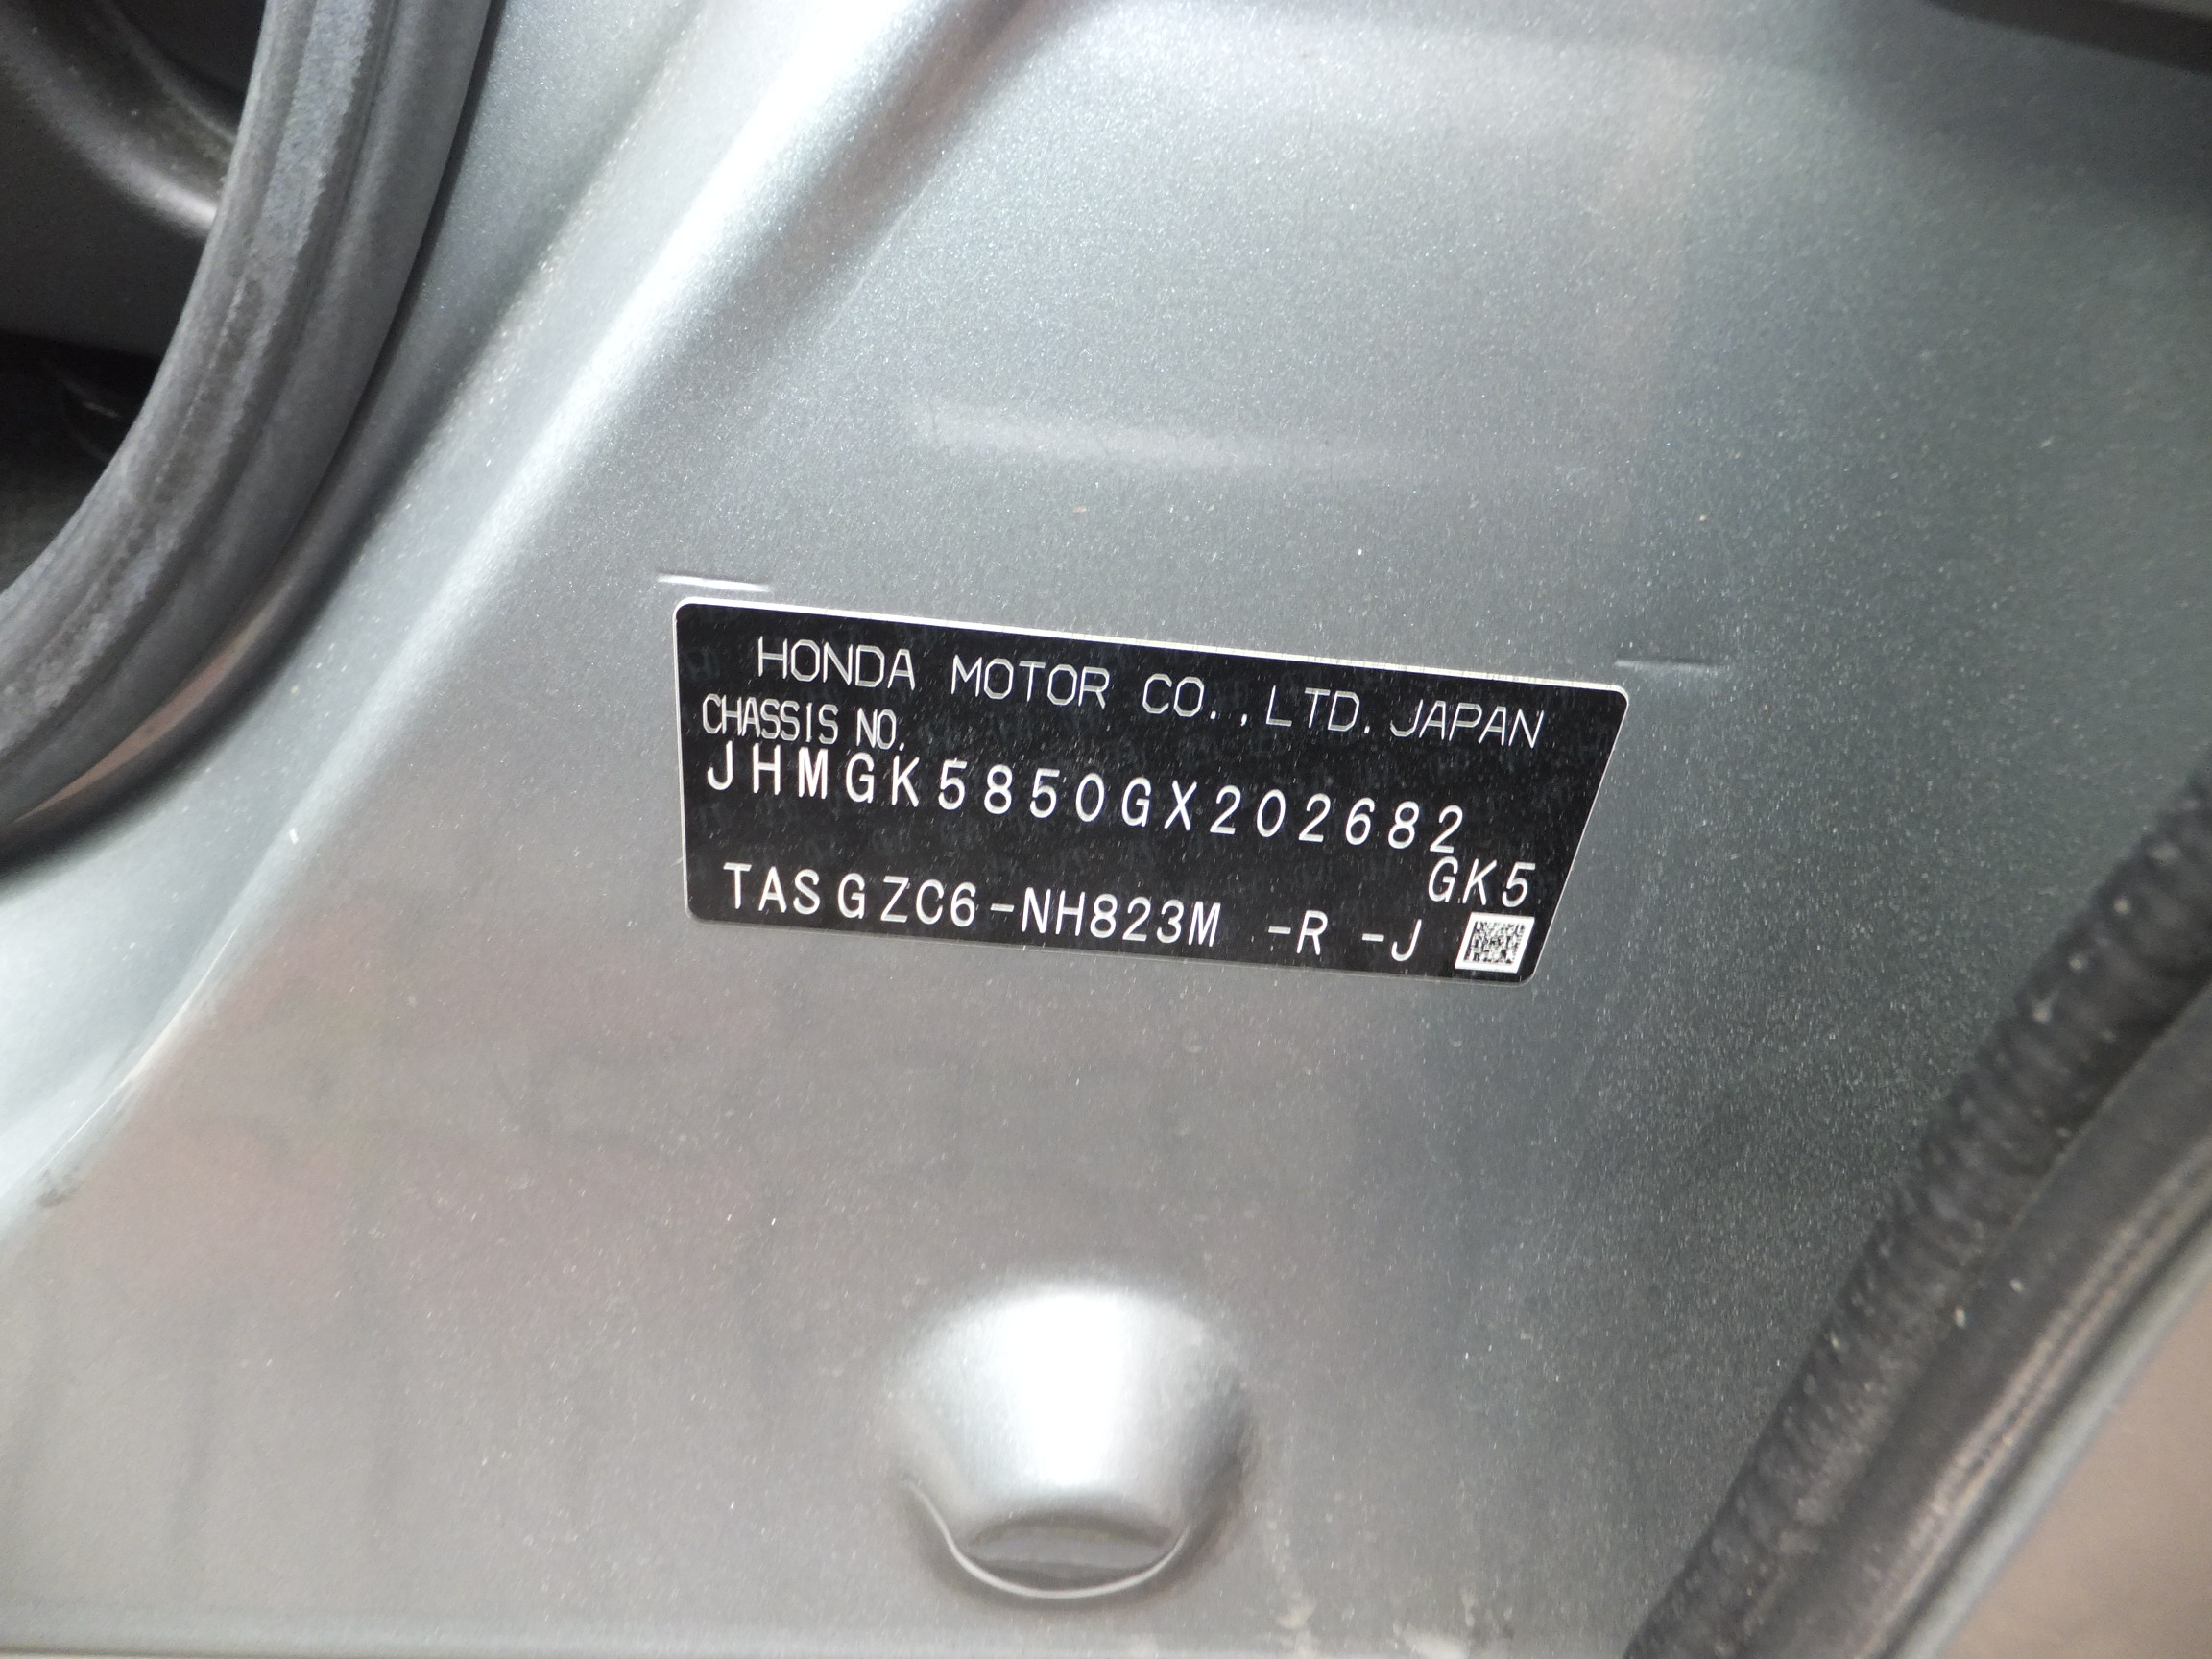 HONDA MOTOR CO., LTD. JAPAN
CHASSIS NO.
JHMGK5850GX202682
GK5
TASGZC6-NH823M -R -J